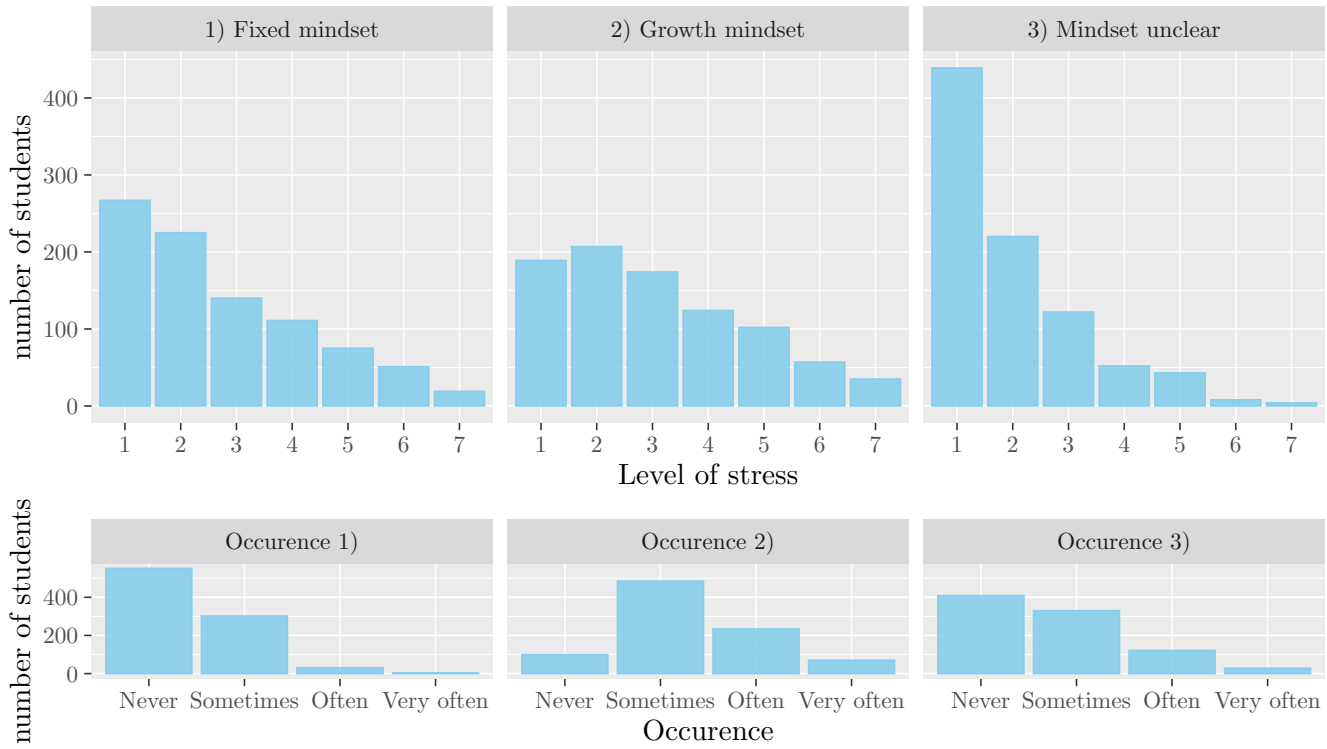 1) Fixed mindset
2) Growth mindset
3) Mindset unclear
number of students
400
300
200
100
0
1 2 3 4 5 6 7
1 2 3 4 5 6 7
1 2 3 4 5 6 7
Level of stress
Occurence 1)
Occurence 2)
Occurence 3)
number of students
400
200
0
Never Sometimes Often Very often
Never Sometimes Often Very often
Never Sometimes Often Very often
Occurence